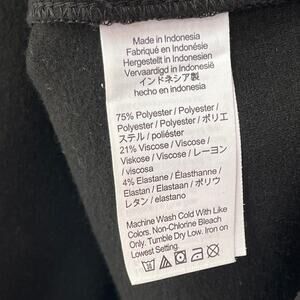 Made in Indonesia
Fabriqué en Indonésie
Hergestellt in Indonesien
Vervaardigd in Indonesië
インドネシア製
hecho en indonesia
75% Polyester / Polyester /
Polyester / Polyester / ポリエ
ステル / poliéster
21% Viscose / Viscose /
Viskose / Viscose / レーヨン
/ viscosa
4% Elastane / Élasthanne /
Elastan / Elastaan / ポリウ
レタン / elastano
Machine Wash Cold With Like
Colors. Non-Chlorine Bleach
Only. Tumble Dry Low. Iron on
Lowest Setting.